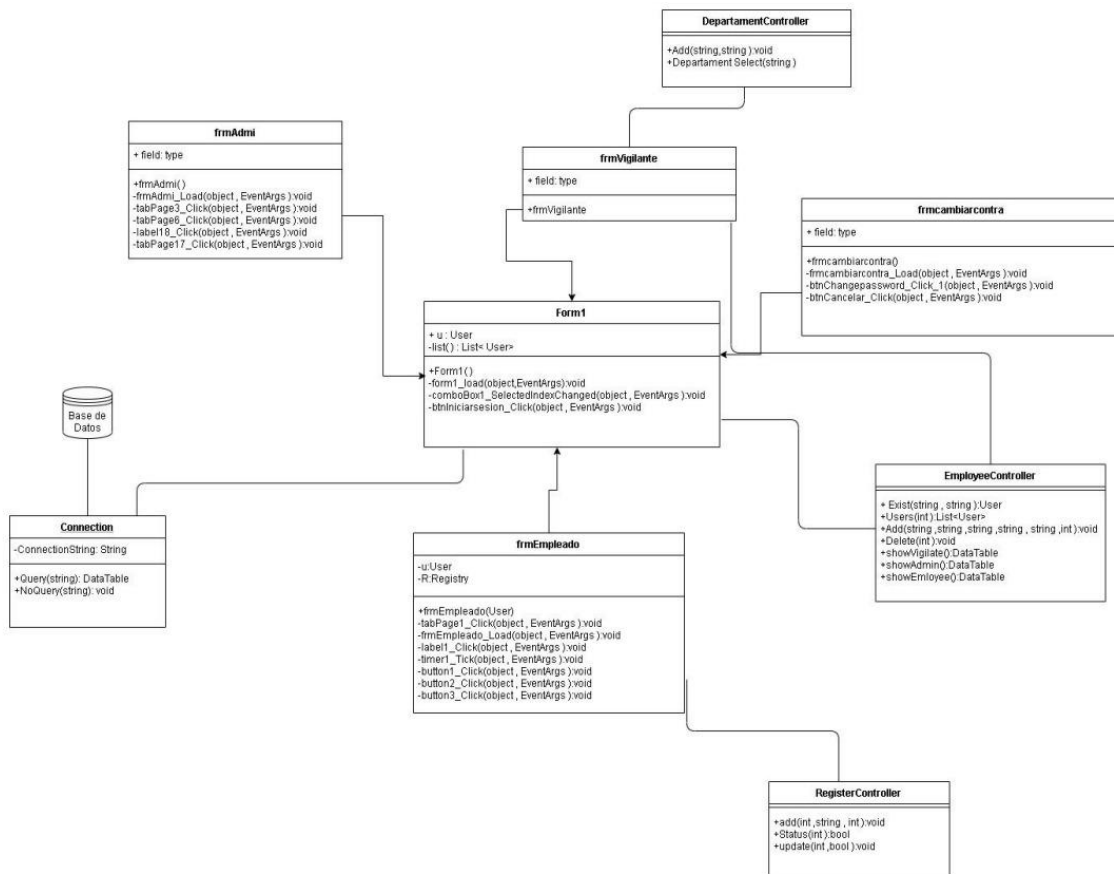 DepartamentController
+Add(string,string ):void
+Departament Select(string )
frmAdmi
+ field: type
+frmAdmi()
-frmAdmi_Load(object , EventArgs ):void
-tabPage3_Click(object , EventArgs ):void
-tabPage6_Click(object , EventArgs ):void
-label18_Click(object , EventArgs ):void
-tabPage17_Click(object , EventArgs ):void
frmVigilante
+ field: type
+frmVigilante
frmcambiarcontra
+ field: type
+frmcambiarcontra()
-frmcambiarcontra_Load(object , EventArgs ):void
-btnChangepassword_Click_1(object , EventArgs ):void
-btnCancelar_Click(object , EventArgs ):void
Form1
+ u : User
-list() : List< User>
+Form1()
-form1_load(object,EventArgs):void
-comboBox1_SelectedIndexChanged(object , EventArgs ):void
-btnIniciarsesion_Click(object , EventArgs ):void
Base de
Datos
Connection
-ConnectionString: String
+Query(string): DataTable
+NoQuery(string): void
EmployeeController
+ Exist(string , string ):User
+Users(int ):List<User>
+Add(string ,string ,string ,string , string ,int ):void
+Delete(int ):void
+showVigilate():DataTable
+showAdmin():DataTable
+showEmloyee():DataTable
frmEmpleado
-u:User
-R:Registry
+frmEmpleado(User)
-tabPage1_Click(object , EventArgs ):void
-frmEmpleado_Load(object , EventArgs ):void
-label1_Click(object , EventArgs ):void
-timer1_Tick(object , EventArgs ):void
-button1_Click(object , EventArgs ):void
-button2_Click(object , EventArgs ):void
-button3_Click(object , EventArgs ):void
RegisterController
+add(int ,string , int ):void
+Status(int ):bool
+update(int ,bool ):void